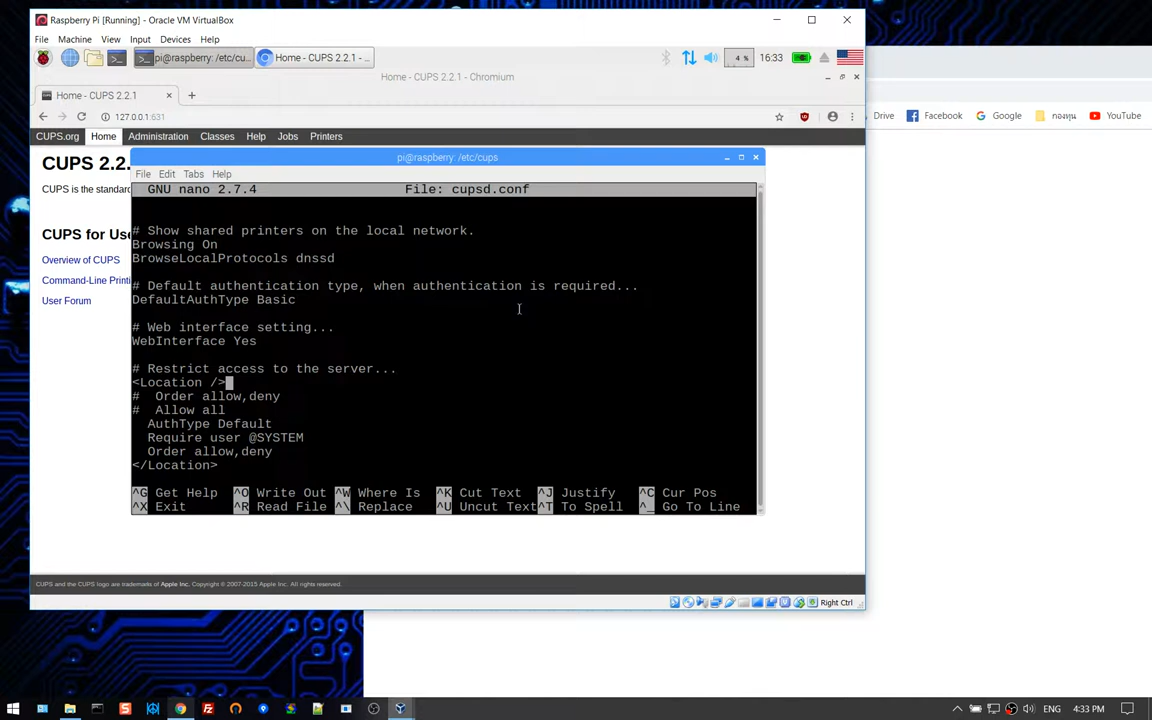 Raspberry Pi [Running] - Oracle VM VirtualBox
File Machine View Input Devices Help
pi@raspberry: /etc/cu... Home - CUPS 2.2.1 - ... 4 % 16:33
Home - CUPS 2.2.1 - Chromium
Home - CUPS 2.2.1
127.0.0.1:631
Drive Facebook Google กองทุน YouTube
CUPS.org Home Administration Classes Help Jobs Printers
CUPS 2.2.
CUPS is the standard
CUPS for Use
Overview of CUPS
Command-Line Printi
User Forum
pi@raspberry: /etc/cups
File Edit Tabs Help
GNU nano 2.7.4 File: cupsd.conf
# Show shared printers on the local network.
Browsing On
BrowseLocalProtocols dnssd
# Default authentication type, when authentication is required...
DefaultAuthType Basic
# Web interface setting...
WebInterface Yes
# Restrict access to the server...
<Location />
# Order allow,deny
# Allow all
AuthType Default
Require user @SYSTEM
Order allow,deny
</Location>
^G Get Help ^O Write Out ^W Where Is ^K Cut Text ^J Justify ^C Cur Pos
^X Exit ^R Read File ^\ Replace ^U Uncut Text ^T To Spell ^_ Go To Line
CUPS and the CUPS logo are trademarks of Apple Inc. Copyright © 2007-2015 Apple Inc. All rights reserved.
Right Ctrl
ENG 4:33 PM